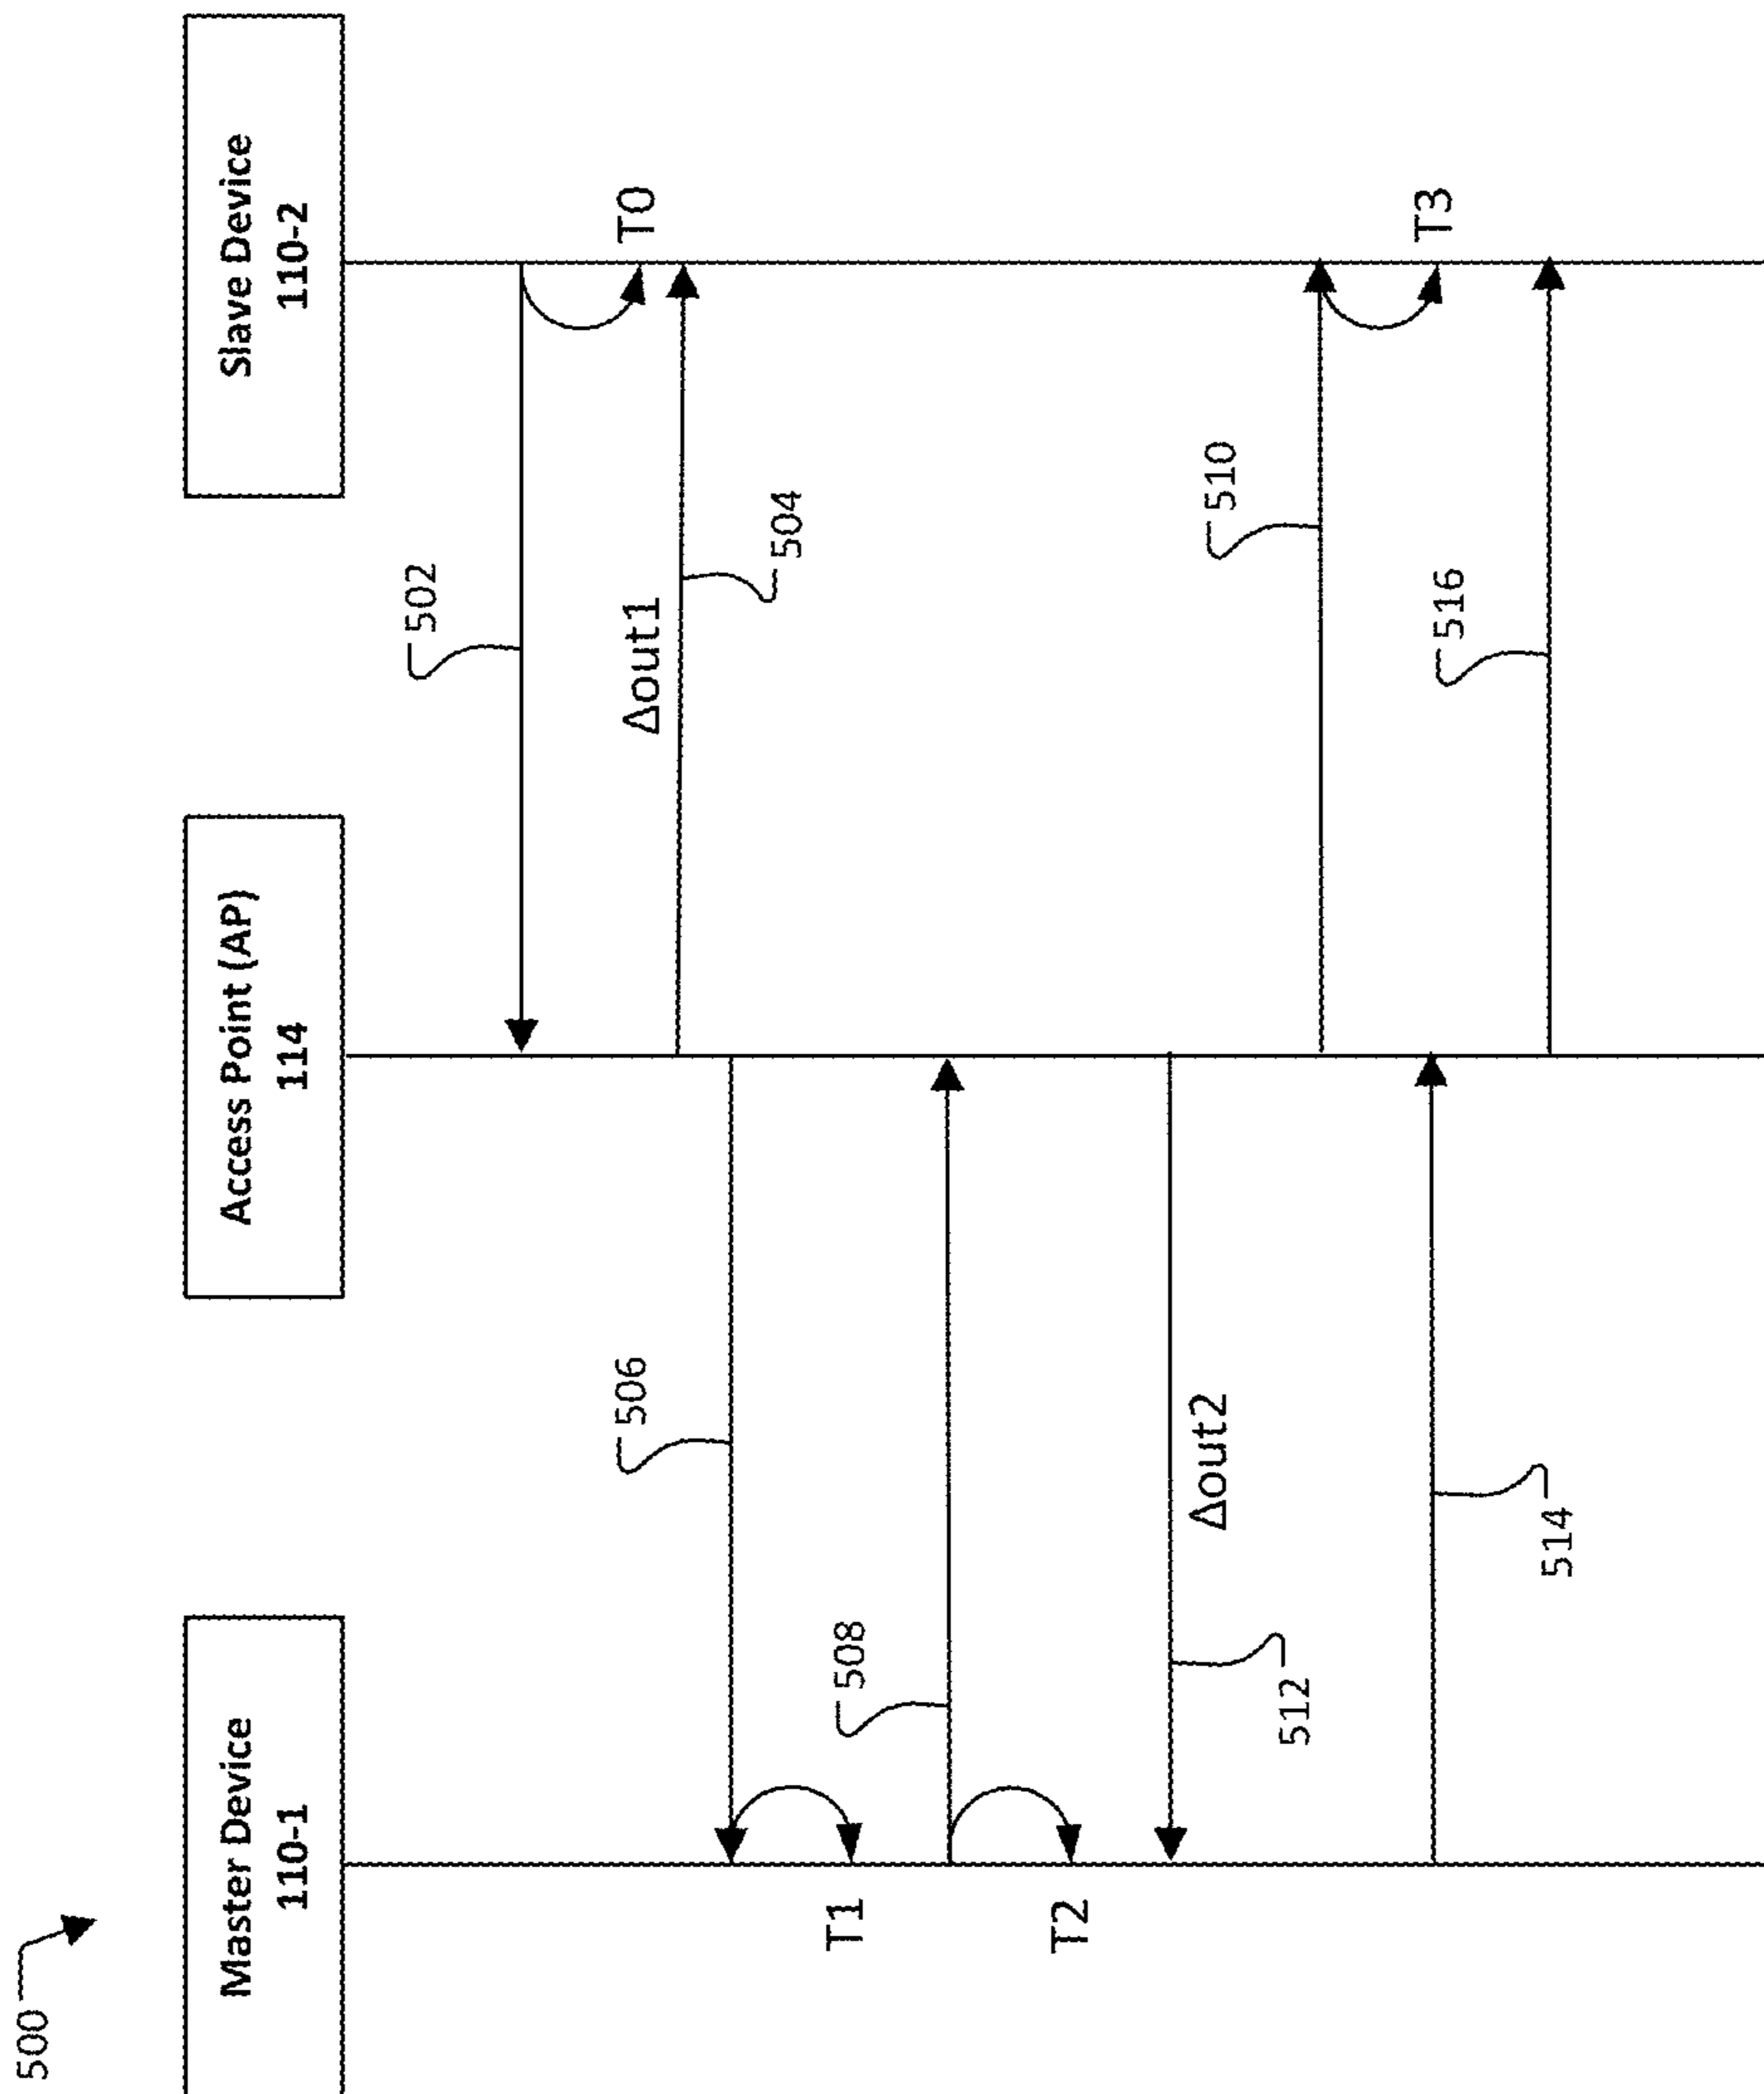 500
Master Device
110-1
Access Point (AP)
114
Slave Device
110-2
502
T0
Δout1
504
506
T1
508
T2
Δout2
512
510
T3
514
516